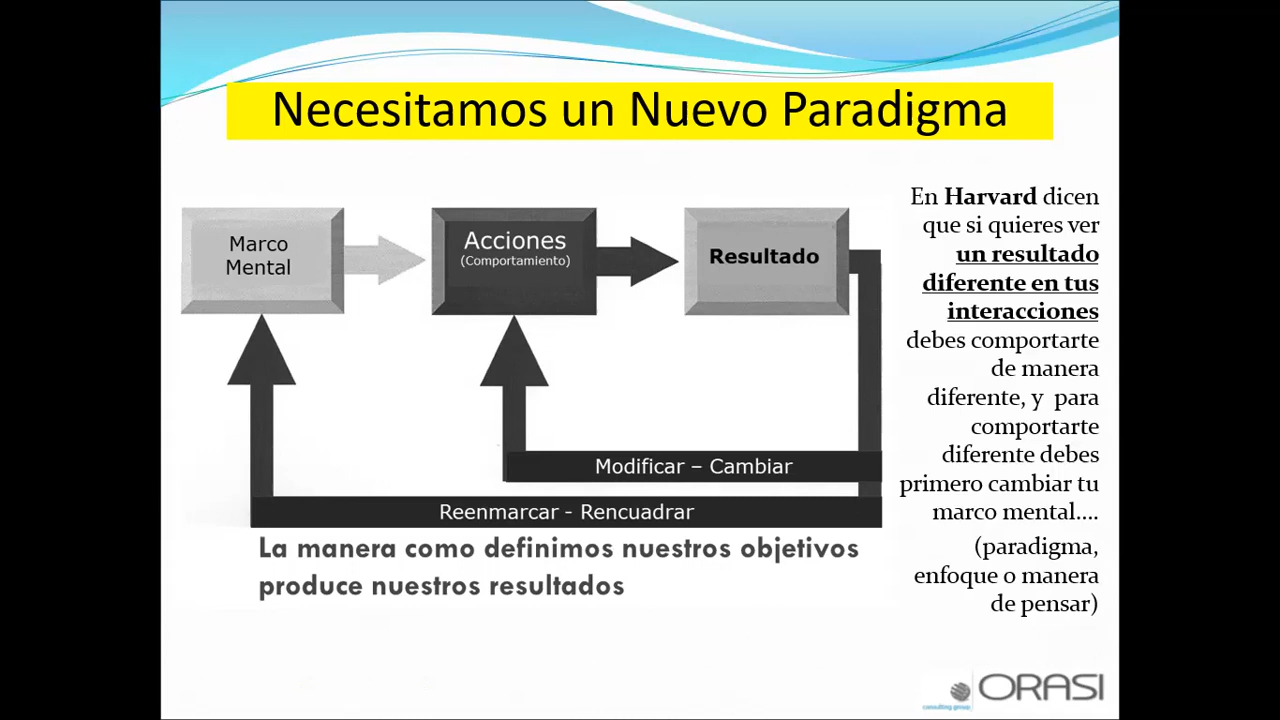 Necesitamos un Nuevo Paradigma
Marco
Mental
Acciones
(Comportamiento)
Resultado
Modificar – Cambiar
Reenmarcar - Rencuadrar
La manera como definimos nuestros objetivos
produce nuestros resultados
En Harvard dicen
que si quieres ver
un resultado
diferente en tus
interacciones
debes comportarte
de manera
diferente, y para
comportarte
diferente debes
primero cambiar tu
marco mental....
(paradigma,
enfoque o manera
de pensar)
ORASI
consulting group